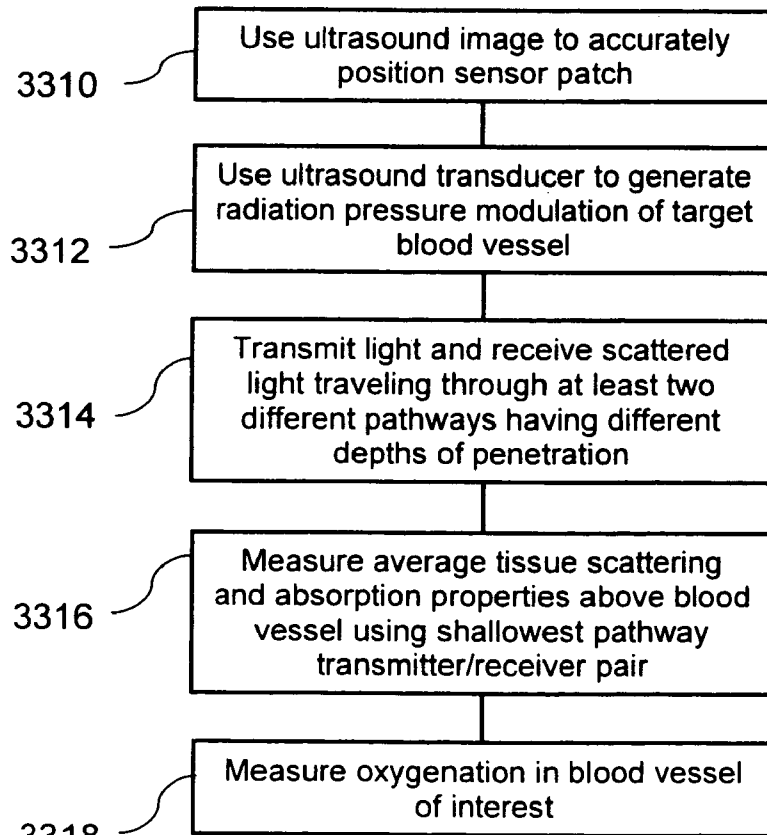 Use ultrasound image to accurately
position sensor patch
3310
Use ultrasound transducer to generate
radiation pressure modulation of target
blood vessel
3312
Transmit light and receive scattered
light traveling through at least two
different pathways having different
depths of penetration
3314
Measure average tissue scattering
and absorption properties above blood
vessel using shallowest pathway
transmitter/receiver pair
3316
Measure oxygenation in blood vessel
of interest
3318